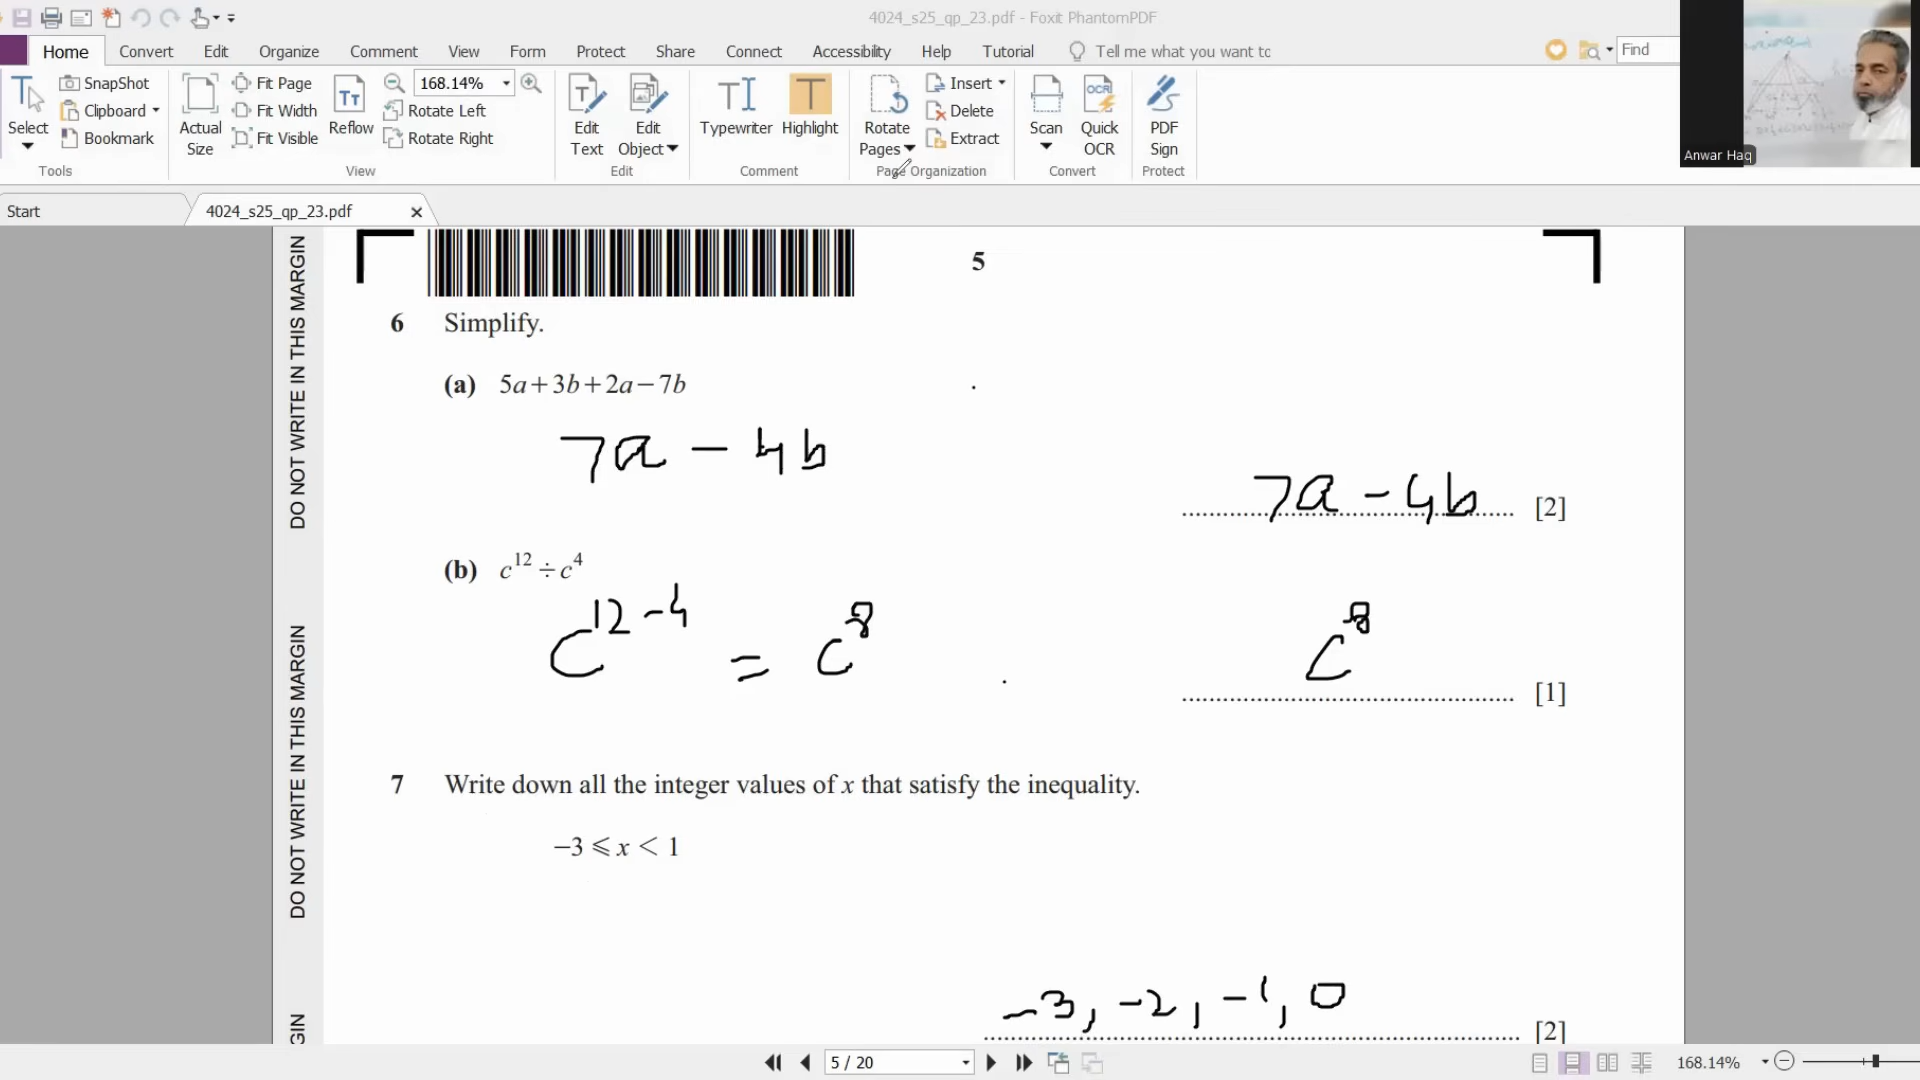 4024_s25_qp_23.pdf - Foxit PhantomPDF
Home Convert Edit Organize Comment View Form Protect Share Connect Accessibility Help Tutorial Tell me what you want to Find
SnapShot Fit Page 168.14% Rotate Left Insert
Clipboard Fit Width Delete
Bookmark Fit Visible Rotate Right Extract
Select Actual Size Reflow Edit Text Edit Object Typewriter Highlight Rotate Pages Scan Quick OCR PDF Sign
Tools View Edit Comment Page Organization Convert Protect
Anwar Haq
Start 4024_s25_qp_23.pdf
DO NOT WRITE IN THIS MARGIN
DO NOT WRITE IN THIS MARGIN
GIN
5
6 Simplify.
(a) 5a+3b+2a−7b
7a − 4b
7a − 4b [2]
(b) c¹² ÷ c⁴
c¹²⁻⁴ = c⁸
c⁸
[1]
7 Write down all the integer values of x that satisfy the inequality.
−3 ⩽ x < 1
−3, −2, −1, 0
[2]
5 / 20 168.14%